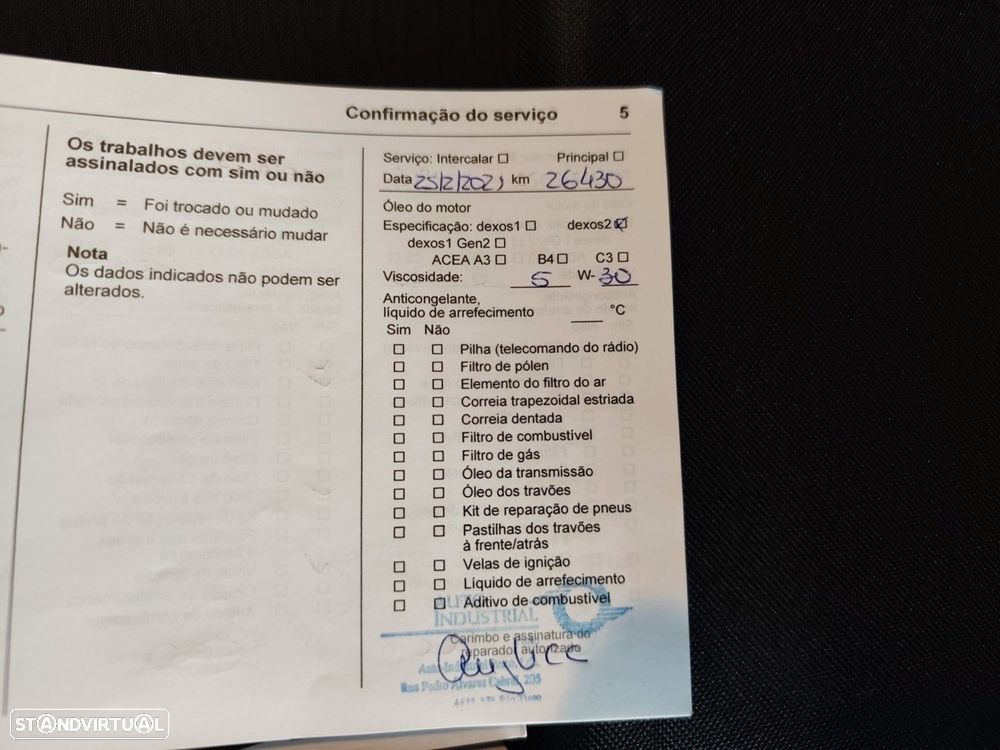 Confirmação do serviço 5
Os trabalhos devem ser
assinalados com sim ou não
Sim = Foi trocado ou mudado
Não = Não é necessário mudar
Nota
Os dados indicados não podem ser
alterados.
Serviço: Intercalar ☐ Principal ☐
Data 25/2/2021 km 26430
Óleo do motor
Especificação: dexos1 ☐ dexos2 ☑
dexos1 Gen2 ☐
ACEA A3 ☐ B4 ☐ C3 ☐
Viscosidade: 5 W- 30
Anticongelante,
líquido de arrefecimento ___ °C
Sim Não
☐ ☐ Pilha (telecomando do rádio)
☐ ☐ Filtro de pólen
☐ ☐ Elemento do filtro do ar
☐ ☐ Correia trapezoidal estriada
☐ ☐ Correia dentada
☐ ☐ Filtro de combustível
☐ ☐ Filtro de gás
☐ ☐ Óleo da transmissão
☐ ☐ Óleo dos travões
☐ ☐ Kit de reparação de pneus
☐ ☐ Pastilhas dos travões
à frente/atrás
☐ ☐ Velas de ignição
☐ ☐ Líquido de arrefecimento
☐ ☐ Aditivo de combustível
AUTO
INDUSTRIAL
Carimbo e assinatura do
reparador autorizado
Auto-Industrial
Rua Pedro Álvares Cabral, 205
Rio Tinto
STANDVIRTUAL